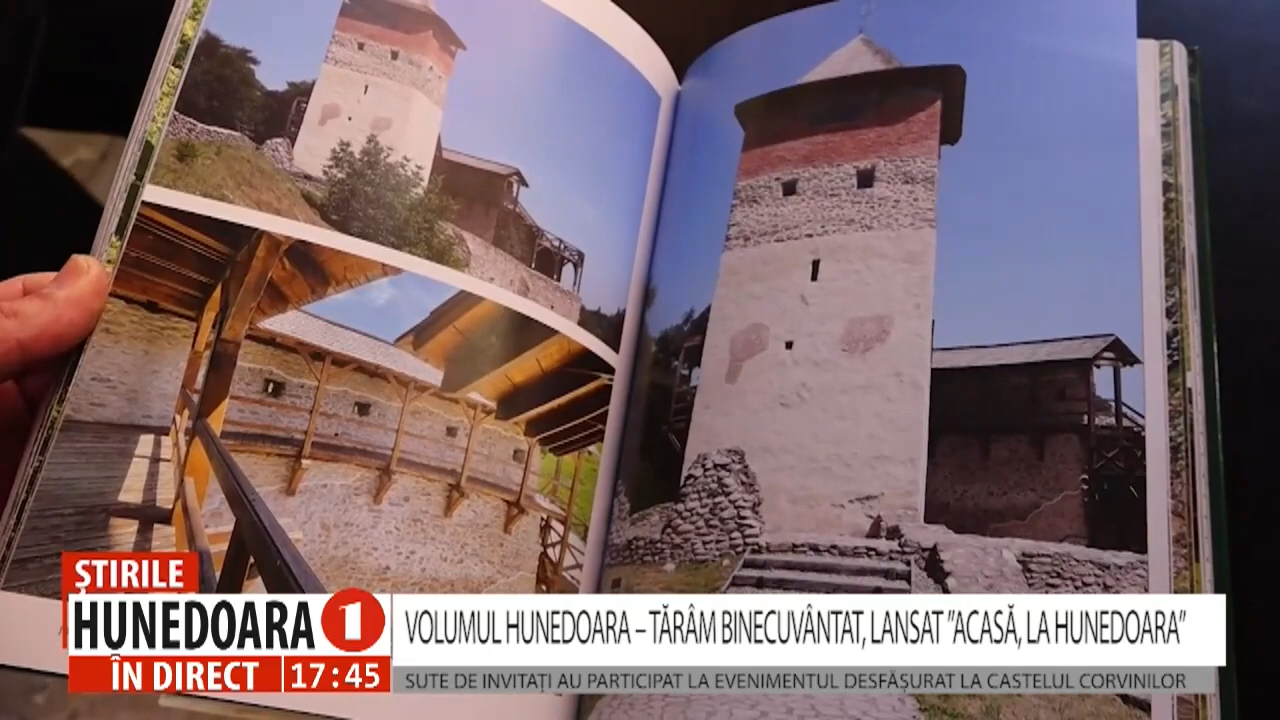 ŞTIRILE
HUNEDOARA 1
ÎN DIRECT 17:45
VOLUMUL HUNEDOARA – TĂRÂM BINECUVÂNTAT, LANSAT ”ACASĂ, LA HUNEDOARA”
SUTE DE INVITAȚI AU PARTICIPAT LA EVENIMENTUL DESFĂȘURAT LA CASTELUL CORVINILOR